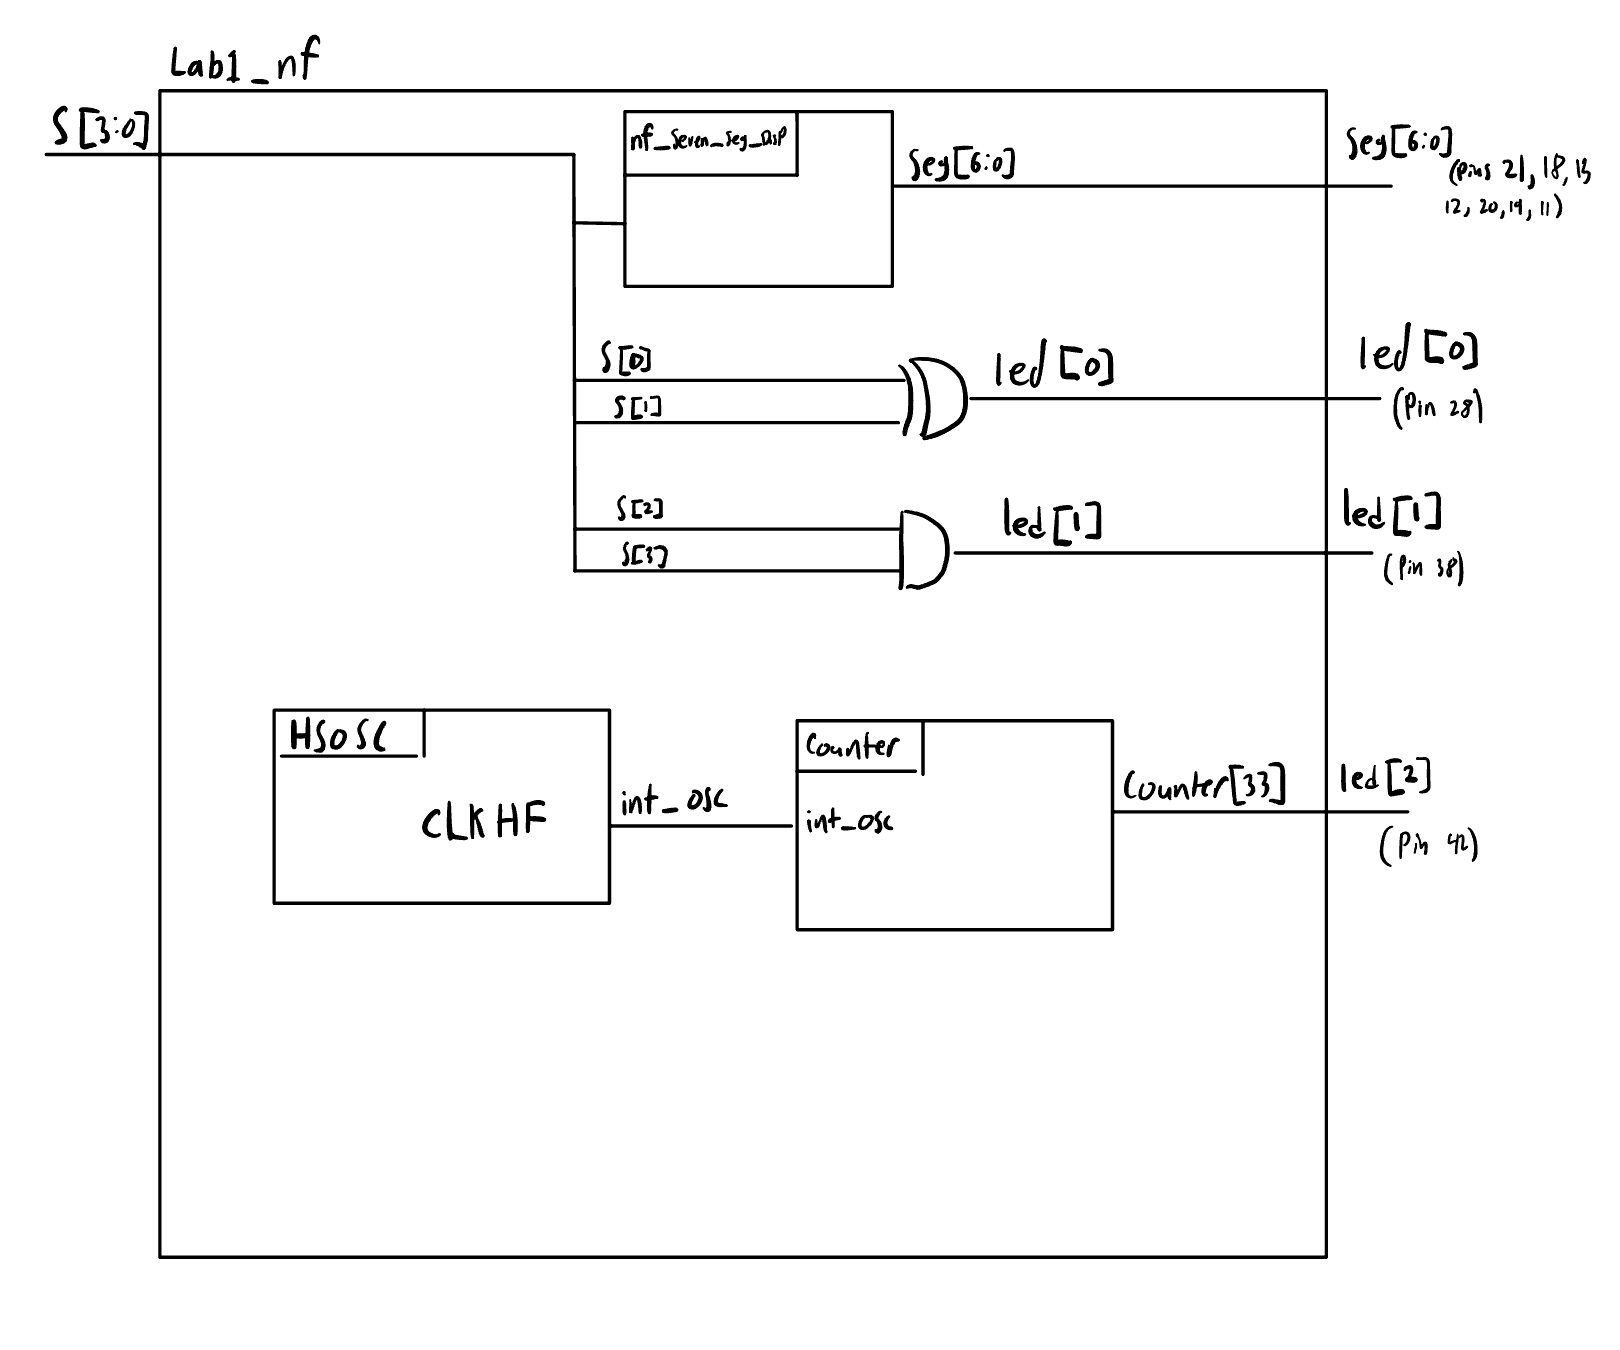 Lab1_nf
S[3:0]
nf_seven_seg_disp
seg[6:0]
seg[6:0]
(pins 21, 18, 13
12, 20, 19, 11)
S[0]
S[1]
led[0]
led[0]
(Pin 28)
S[2]
S[3]
led[1]
led[1]
(Pin 38)
HSOSC
CLKHF
int_osc
Counter
int_osc
Counter[33]
led[2]
(Pin 42)